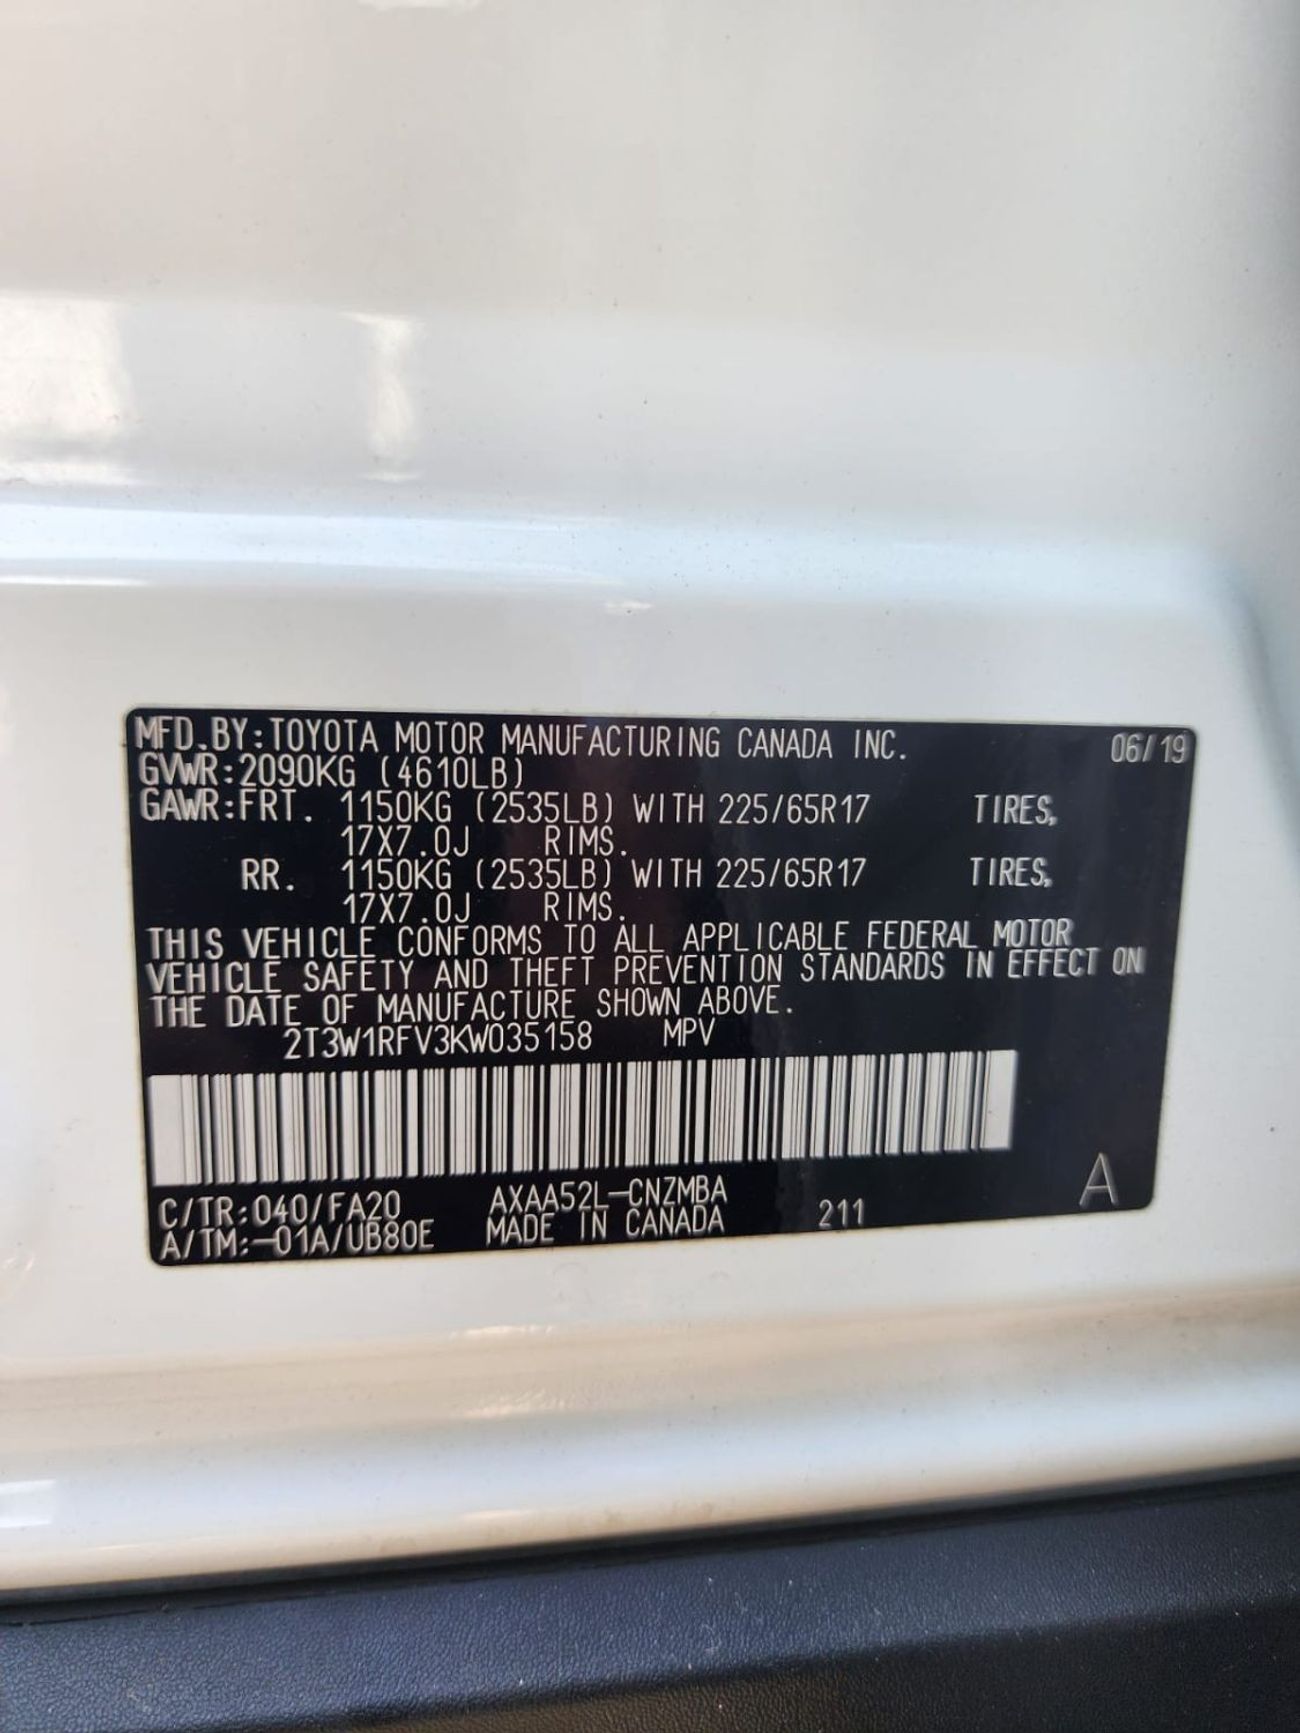 MFD.BY:TOYOTA MOTOR MANUFACTURING CANADA INC. 06/19
GVWR:2090KG (4610LB)
GAWR:FRT. 1150KG (2535LB) WITH 225/65R17 TIRES,
17X7.0J RIMS.
RR. 1150KG (2535LB) WITH 225/65R17 TIRES,
17X7.0J RIMS.
THIS VEHICLE CONFORMS TO ALL APPLICABLE FEDERAL MOTOR
VEHICLE SAFETY AND THEFT PREVENTION STANDARDS IN EFFECT ON
THE DATE OF MANUFACTURE SHOWN ABOVE.
2T3W1RFV3KW035158 MPV
C/TR:040/FA20 AXAA52L-CNZMBA 211 A
A/TM:-01A/UB80E MADE IN CANADA